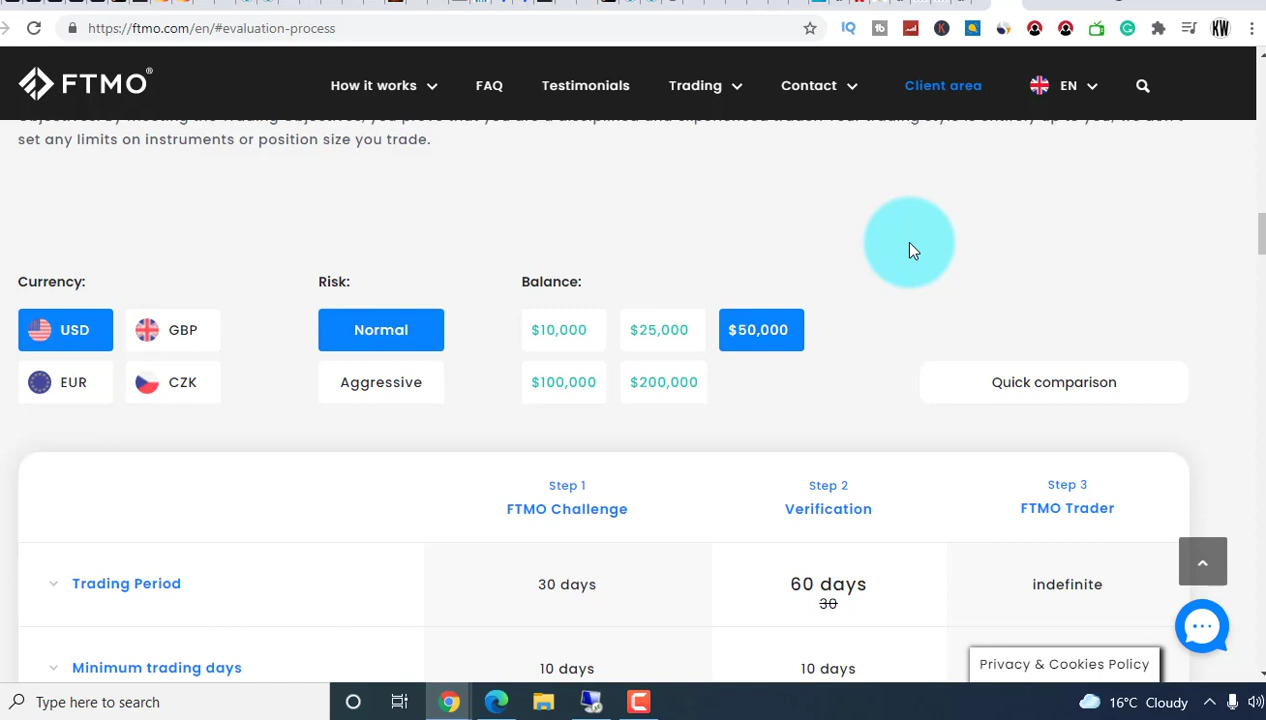 https://ftmo.com/en/#evaluation-process
KW
FTMO®
How it works
FAQ
Testimonials
Trading
Contact
Client area
EN
set any limits on instruments or position size you trade.
Currency:
Risk:
Balance:
USD
GBP
Normal
$10,000
$25,000
$50,000
EUR
CZK
Aggressive
$100,000
$200,000
Quick comparison
Step 1
Step 2
Step 3
FTMO Challenge
Verification
FTMO Trader
Trading Period
30 days
60 days
30
indefinite
Minimum trading days
10 days
10 days
Privacy & Cookies Policy
Type here to search
16°C Cloudy